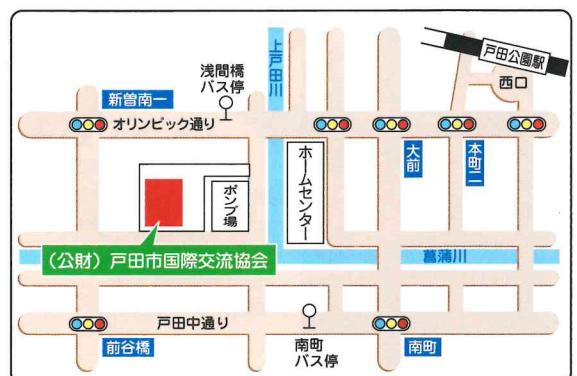 戸田公園駅
西口
上戸田川
浅間橋
バス停
新曽南一
オリンピック通り
大前
本町二
ホームセンター
ポンプ場
(公財)戸田市国際交流協会
菖蒲川
戸田中通り
前谷橋
南町
バス停
南町